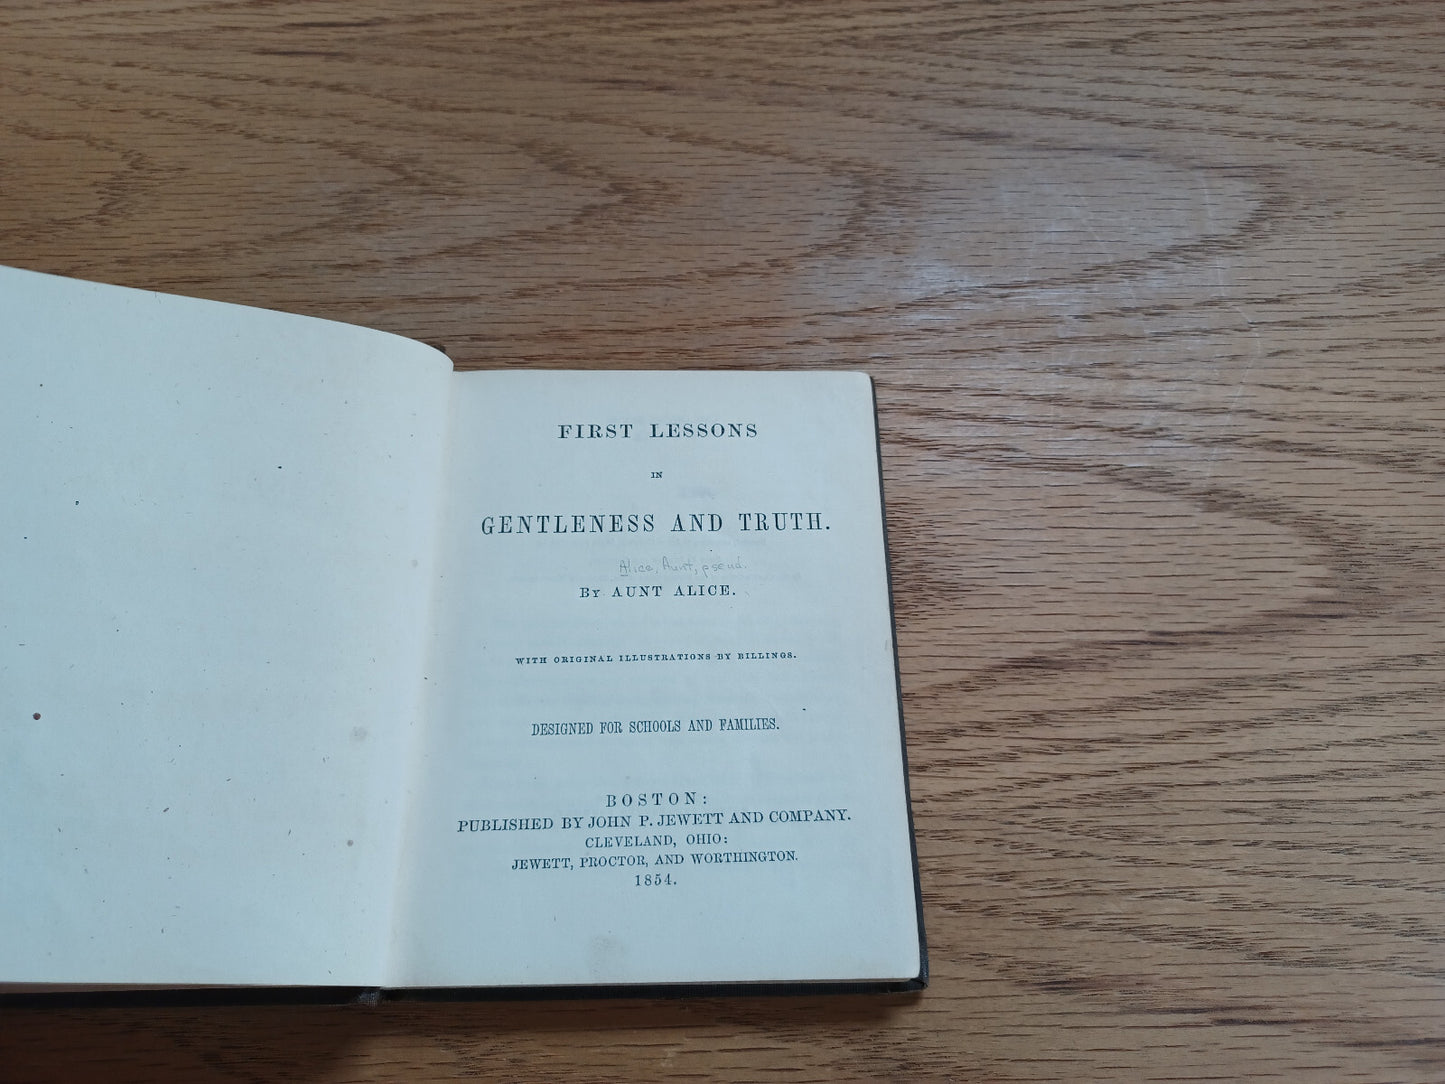 FIRST LESSONS
IN
GENTLENESS AND TRUTH.
Alice, Aunt, pseud.
BY AUNT ALICE.
WITH ORIGINAL ILLUSTRATIONS BY BILLINGS.
DESIGNED FOR SCHOOLS AND FAMILIES.
BOSTON:
PUBLISHED BY JOHN P. JEWETT AND COMPANY.
CLEVELAND, OHIO:
JEWETT, PROCTOR, AND WORTHINGTON.
1854.